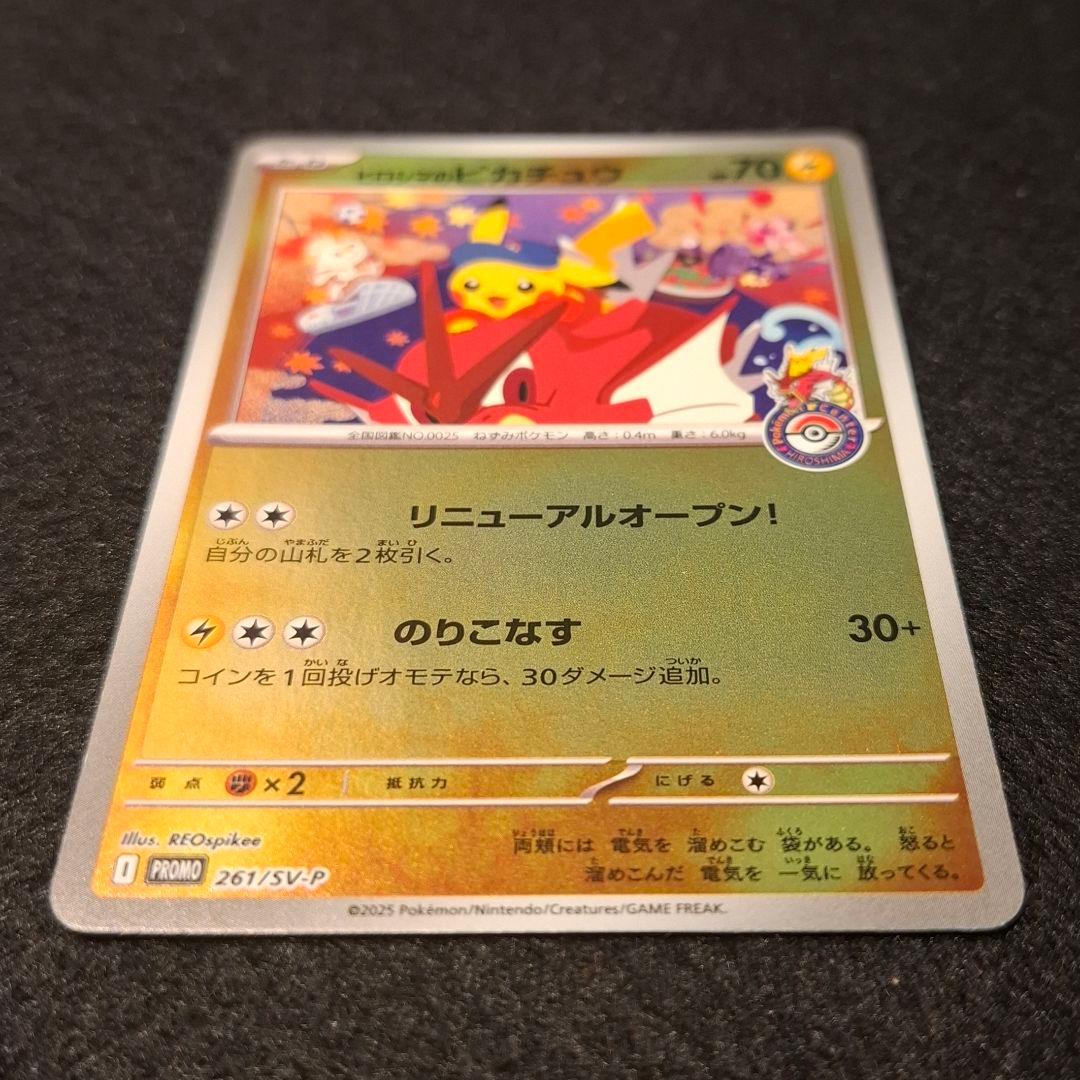 ヒロシマのピカチュウ 70
全国図鑑NO.0025 ねずみポケモン 高さ:0.4m 重さ:6.0kg
Pokémon Center
HIROSHIMA
リニューアルオープン!
自分の山札を2枚引く。
のりこなす 30+
コインを1回投げオモテなら、30ダメージ追加。
弱点 ×2 抵抗力 にげる
Illus. REOspikee
両頬には 電気を 溜めこむ 袋がある。 怒ると
溜めこんだ 電気を 一気に 放ってくる。
I PROMO 261/SV-P
©2025 Pokémon/Nintendo/Creatures/GAME FREAK.